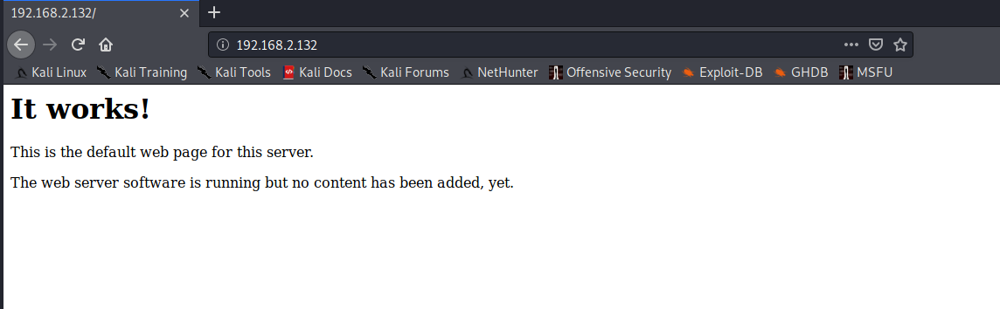 192.168.2.132/
192.168.2.132
Kali Linux Kali Training Kali Tools Kali Docs Kali Forums NetHunter Offensive Security Exploit-DB GHDB MSFU
It works!
This is the default web page for this server.
The web server software is running but no content has been added, yet.